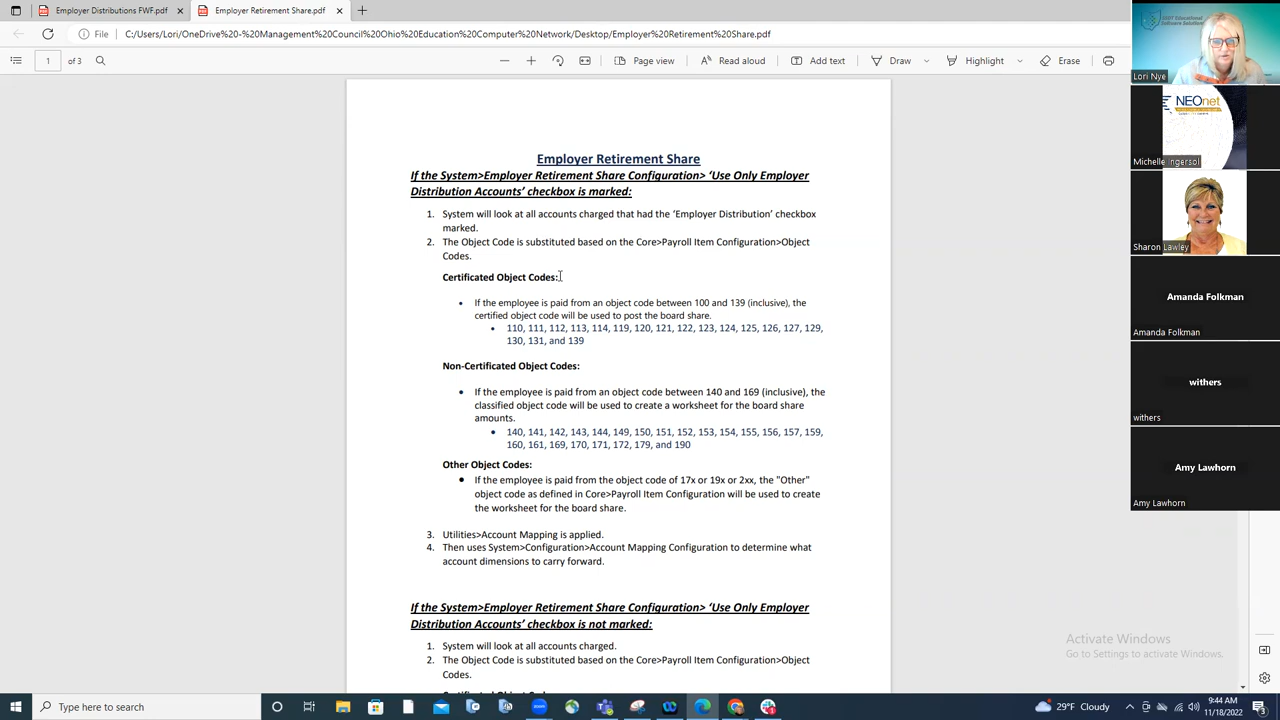 Employer Distributions FWF.pdf
Employer Retirement Share.pdf
File
C:/Users/Lori/OneDrive%20-%20Management%20Council%20Ohio%20Education%20Computer%20Network/Desktop/Employer%20Retirement%20Share.pdf
1 of 3
Page view
Read aloud
Add text
Draw
Highlight
Erase
Employer Retirement Share
If the System>Employer Retirement Share Configuration> 'Use Only Employer
Distribution Accounts' checkbox is marked:
1. System will look at all accounts charged that had the 'Employer Distribution' checkbox
marked.
2. The Object Code is substituted based on the Core>Payroll Item Configuration>Object
Codes.
Certificated Object Codes:
• If the employee is paid from an object code between 100 and 139 (inclusive), the
certified object code will be used to post the board share.
• 110, 111, 112, 113, 114, 119, 120, 121, 122, 123, 124, 125, 126, 127, 129,
130, 131, and 139
Non-Certificated Object Codes:
• If the employee is paid from an object code between 140 and 169 (inclusive), the
classified object code will be used to create a worksheet for the board share
amounts.
• 140, 141, 142, 143, 144, 149, 150, 151, 152, 153, 154, 155, 156, 157, 159,
160, 161, 169, 170, 171, 172, 179, and 190
Other Object Codes:
• If the employee is paid from the object code of 17x or 19x or 2xx, the "Other"
object code as defined in Core>Payroll Item Configuration will be used to create
the worksheet for the board share.
3. Utilities>Account Mapping is applied.
4. Then uses System>Configuration>Account Mapping Configuration to determine what
account dimensions to carry forward.
If the System>Employer Retirement Share Configuration> 'Use Only Employer
Distribution Accounts' checkbox is not marked:
1. System will look at all accounts charged.
2. The Object Code is substituted based on the Core>Payroll Item Configuration>Object
Codes.
Lori Nye
NEOnet
Michelle Ingersol
Sharon Lawley
Amanda Folkman
Amanda Folkman
withers
withers
Amy Lawhorn
Amy Lawhorn
Activate Windows
Go to Settings to activate Windows.
Type here to search
29°F Cloudy
9:44 AM
11/18/2022
3